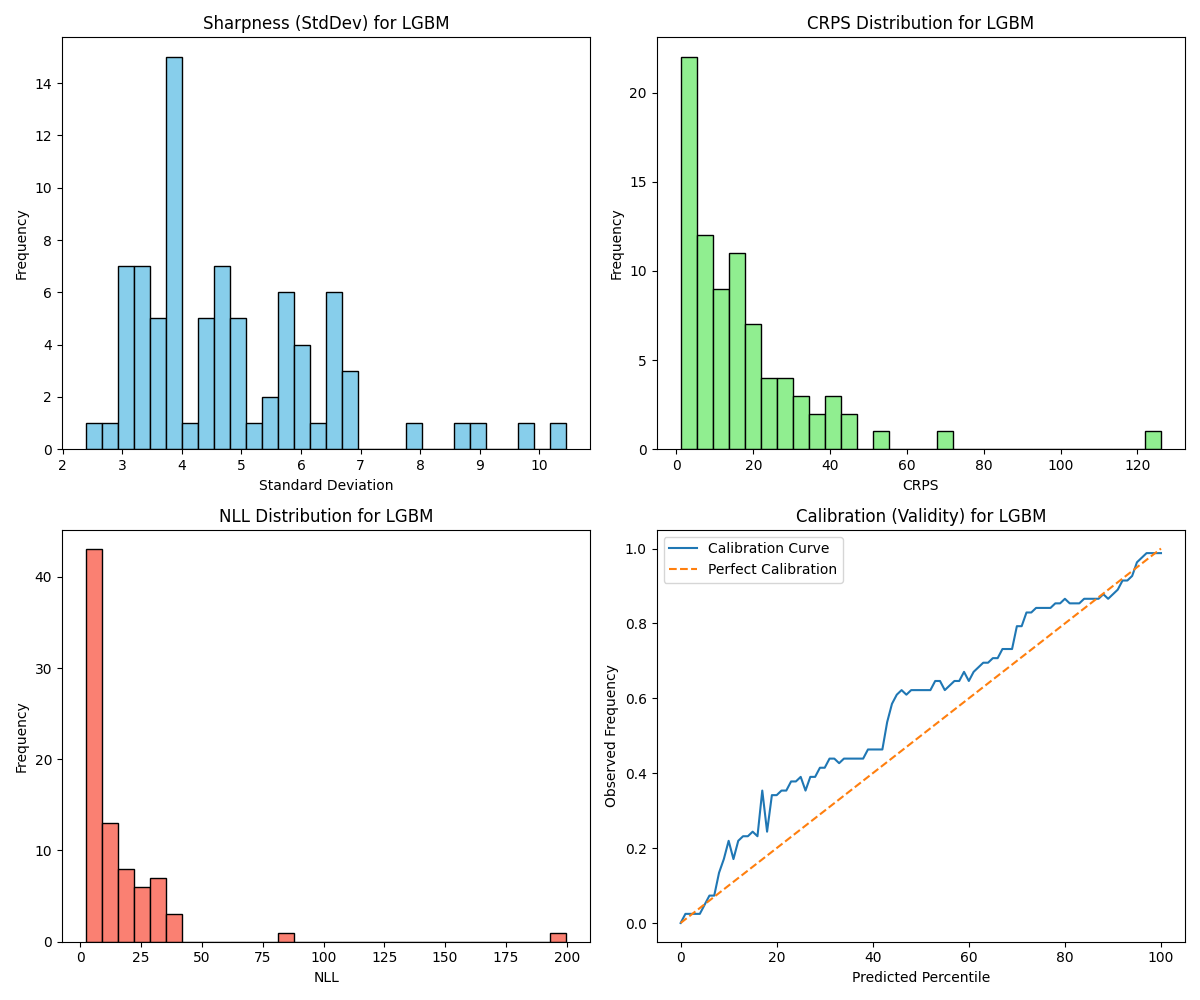 Sharpness (StdDev) for LGBM
Frequency
14
12
10
8
6
4
2
0
2 3 4 5 6 7 8 9 10
Standard Deviation
CRPS Distribution for LGBM
Frequency
20
15
10
5
0
0 20 40 60 80 100 120
CRPS
NLL Distribution for LGBM
Frequency
40
30
20
10
0
0 25 50 75 100 125 150 175 200
NLL
Calibration (Validity) for LGBM
Calibration Curve
Perfect Calibration
Observed Frequency
1.0
0.8
0.6
0.4
0.2
0.0
0 20 40 60 80 100
Predicted Percentile